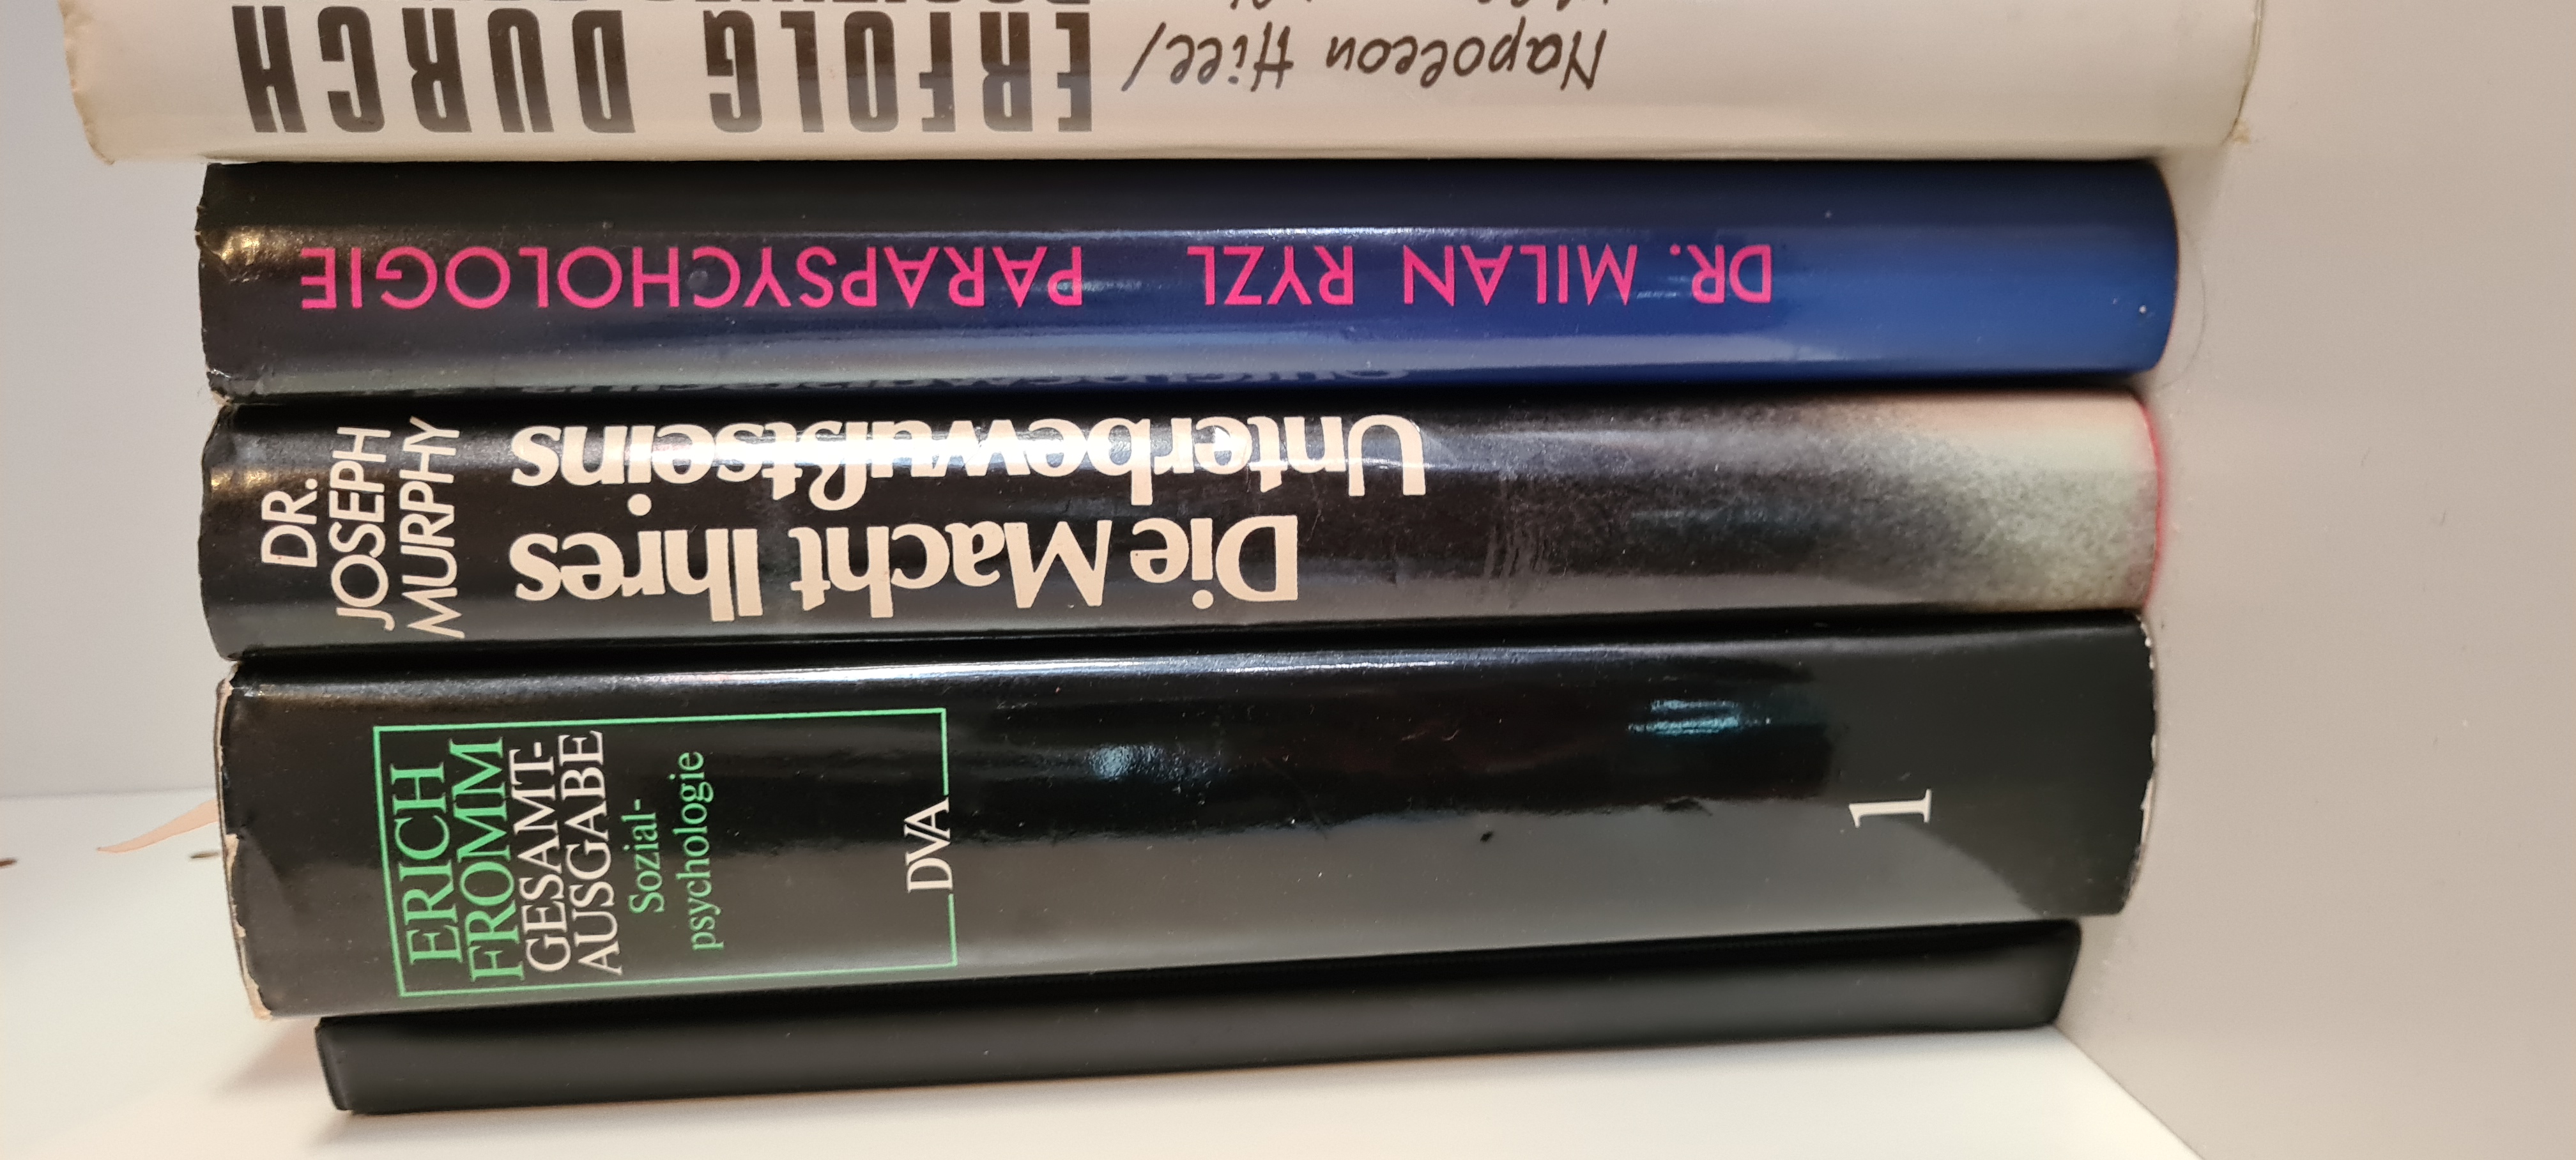 Napoleon Hill/
ERFOLG DURCH
DR. MILAN RYZL PARAPSYCHOLOGIE
DR.
JOSEPH
MURPHY
Die Macht Ihres
Unterbewußtseins
ERICH
FROMM
GESAMT-
AUSGABE
Sozial-
psychologie
DVA
1